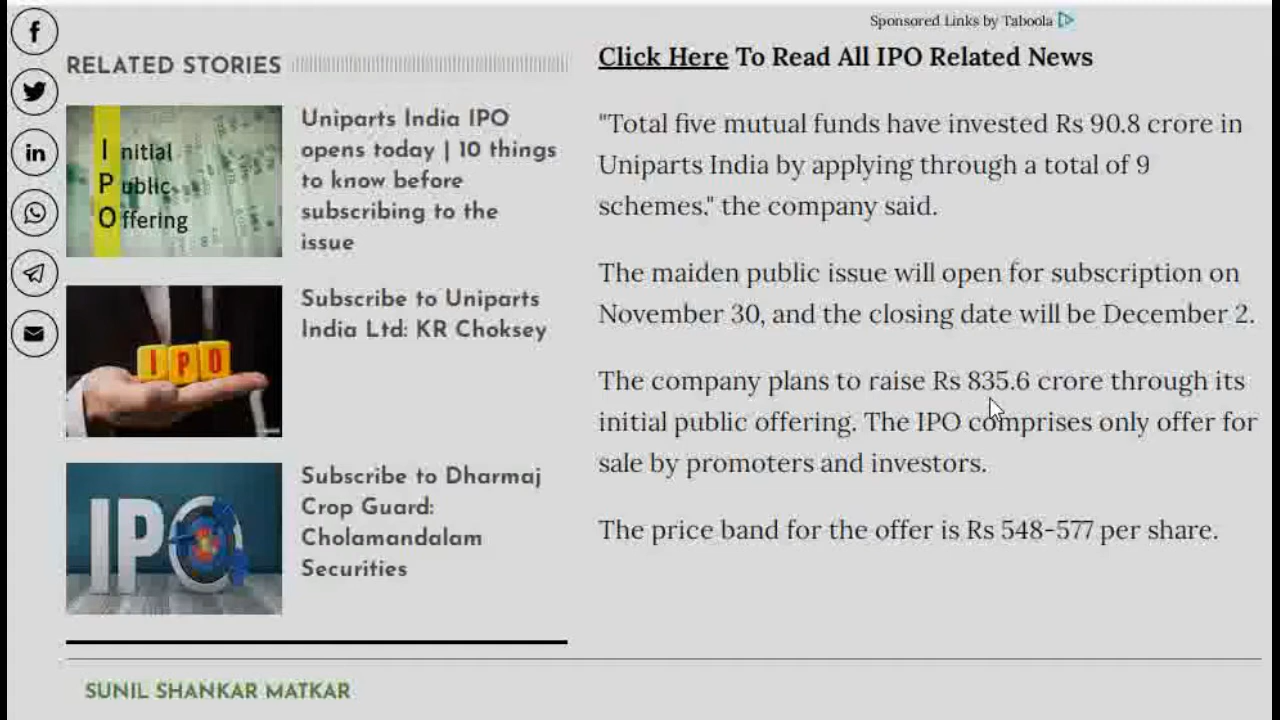 Sponsored Links by Taboola
RELATED STORIES
Initial
Public
Offering
Uniparts India IPO
opens today | 10 things
to know before
subscribing to the
issue
IPO
Subscribe to Uniparts
India Ltd: KR Choksey
IPO
Subscribe to Dharmaj
Crop Guard:
Cholamandalam
Securities
Click Here To Read All IPO Related News
"Total five mutual funds have invested Rs 90.8 crore in
Uniparts India by applying through a total of 9
schemes." the company said.
The maiden public issue will open for subscription on
November 30, and the closing date will be December 2.
The company plans to raise Rs 835.6 crore through its
initial public offering. The IPO comprises only offer for
sale by promoters and investors.
The price band for the offer is Rs 548-577 per share.
SUNIL SHANKAR MATKAR